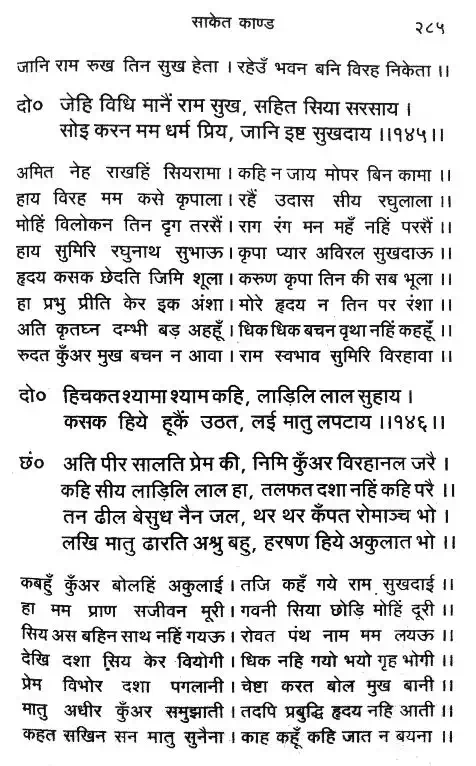 साकेत काण्ड २८५
जानि राम रुख तिन सुख हेता । रहेउँ भवन बनि विरह निकेता ।।
दो० जेहि विधि मानैं राम सुख, सहित सिया सरसाय ।
सोइ करन मम धर्म प्रिय, जानि इष्ट सुखदाय ।।१४५।।
अमित नेह राखहिं सियरामा । कहि न जाय मोपर बिन कामा ।।
हाय विरह मम कसे कृपाला । रहैं उदास सीय रघुलाला ।।
मोहिं विलोकन तिन दृग तरसैं । राग रंग मन महँ नहिं परसैं ।।
हाय सुमिरि रघुनाथ सुभाऊ । कृपा प्यार अविरल सुखदाऊ ।।
हृदय कसक छेदति जिमि शूला । करुण कृपा तिन की सब भूला ।।
हा प्रभु प्रीति केर इक अंशा । मोरे हृदय न तिन पर रंशा ।।
अति कृतघ्न दम्भी बड़ अहहूँ । धिक धिक बचन वृथा नहिं कहहूँ ।।
रुदत कुँअर मुख बचन न आवा । राम स्वभाव सुमिरि विरहावा ।।
दो० हिचकत श्यामा श्याम कहि, लाड़िलि लाल सुहाय ।
कसक हिये हूकैं उठत, लई मातु लपटाय ।।१४६।।
छं० अति पीर सालति प्रेम की, निमि कुँअर विरहानल जरै ।
कहि सीय लाड़िलि लाल हा, तलफत दशा नहिं कहि परै ।।
तन ढील बेसुध नैन जल, थर थर कँपत रोमाञ्च भो ।
लखि मातु ढारति अश्रु बहु, हरषण हिये अकुलात भो ।।
कबहुँ कुँअर बोलहिं अकुलाई । तजि कहँ गये राम सुखदाई ।।
हा मम प्राण सजीवन मूरी । गवनी सिया छोड़ि मोहिं दूरी ।।
सिय अस बहिन साथ नहिं गयऊ । रोवत पंथ नाम मम लयऊ ।।
देखि दशा सिय केर वियोगी । धिक नहि गयो भयो गृह भोगी ।।
प्रेम विभोर दशा पगलानी । चेष्टा करत बोल मुख बानी ।।
मातु अधीर कुँअर समुझाती । तदपि प्रबुद्धि हृदय नहि आती ।।
कहत सखिन सन मातु सुनैना । काह कहूँ कहि जात न बयना ।।